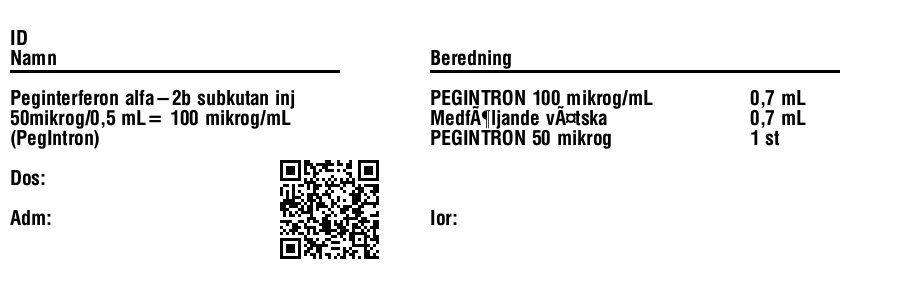 ID
Namn
Beredning
Peginterferon alfa–2b subkutan inj
50mikrog/0,5 mL= 100 mikrog/mL
(PegIntron)
PEGINTRON 100 mikrog/mL 0,7 mL
MedfÃ¶ljande vÃ¤tska 0,7 mL
PEGINTRON 50 mikrog 1 st
Dos:
Adm:
Ior: